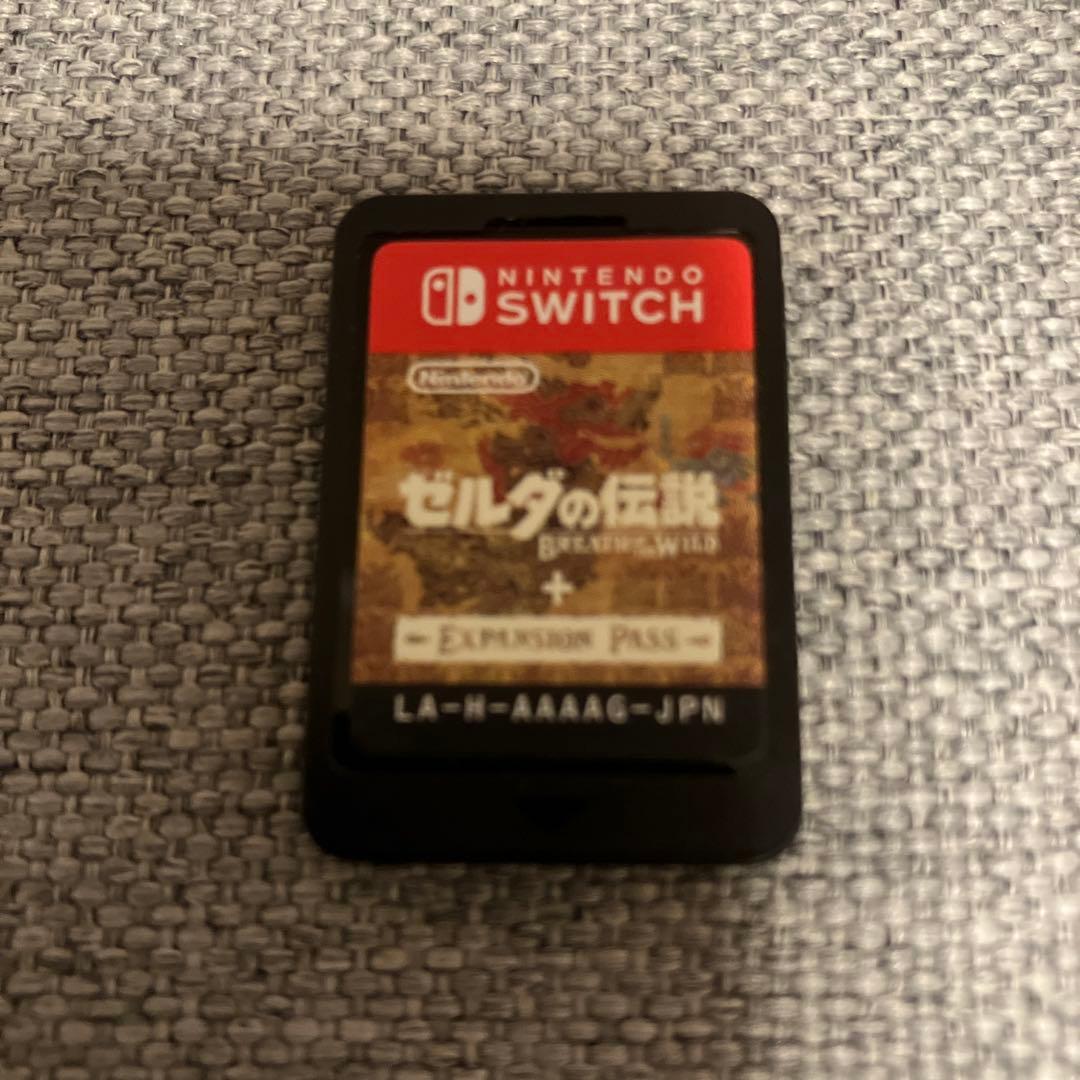 NINTENDO
SWITCH
Nintendo
ゼルダの伝説
BREATH OF THE WILD
+
EXPANSION PASS
LA-H-AAAAG-JPN